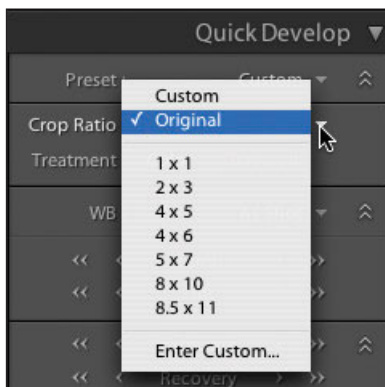 Quick Develop
Preset Custom
Custom
Crop Ratio ✓ Original
Treatment
1 x 1
2 x 3
WB
4 x 5
4 x 6
5 x 7
8 x 10
8.5 x 11
Enter Custom...
Recovery